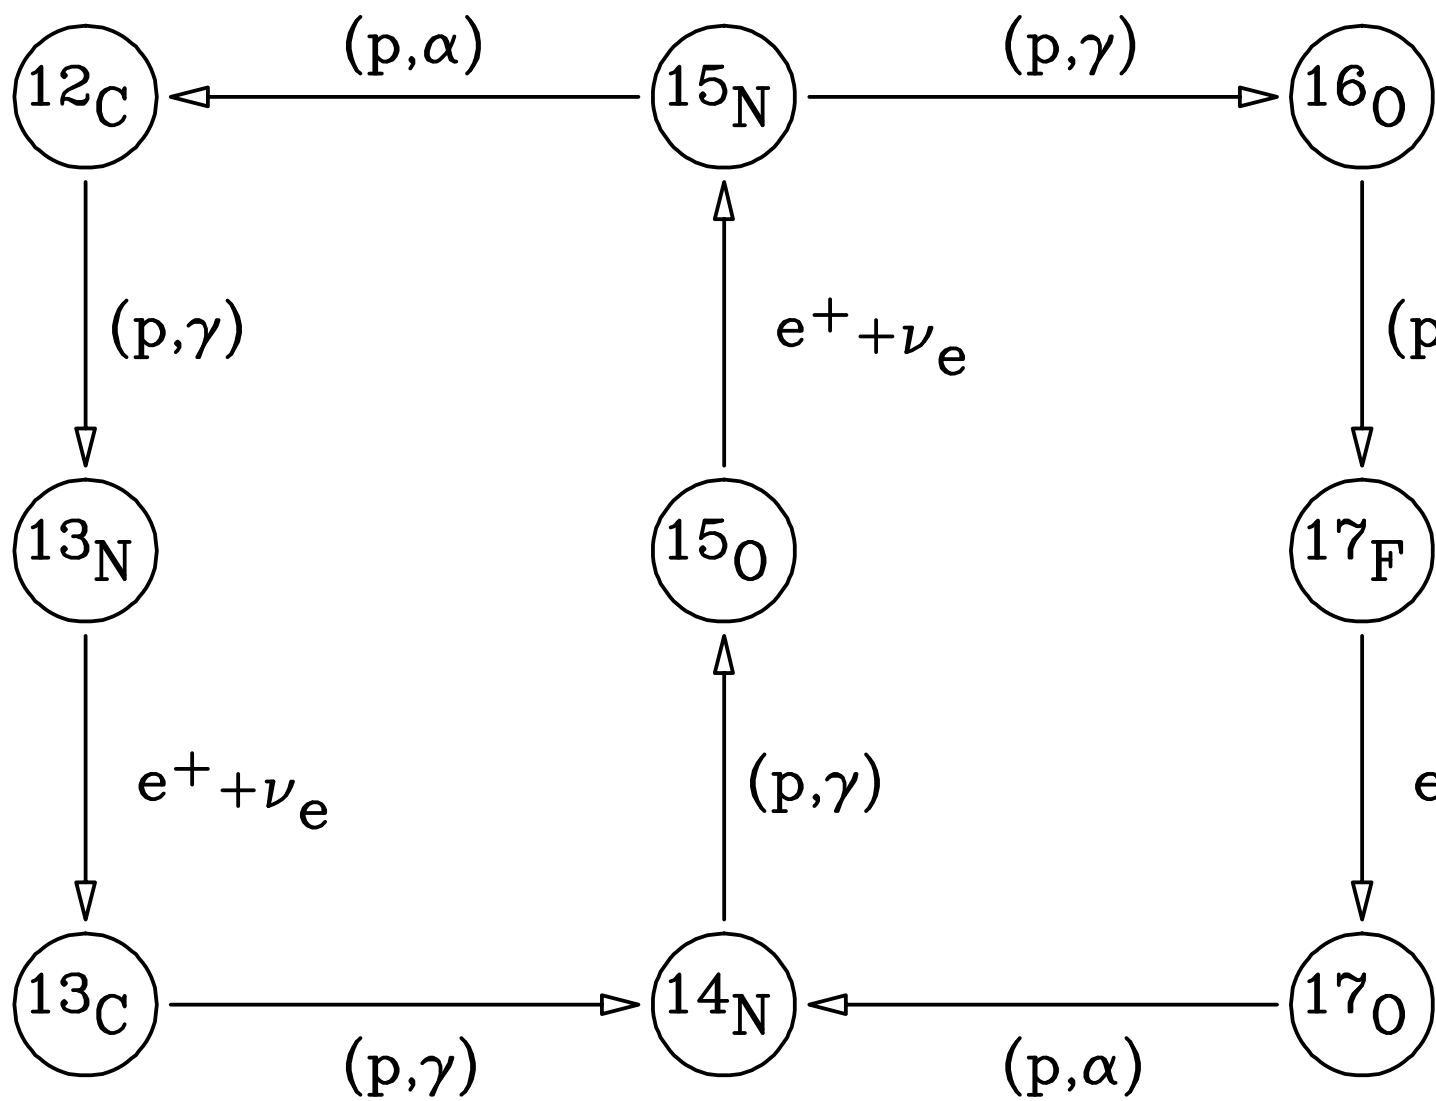 (p,α) (p,γ)
¹²C ¹⁵N ¹⁶O
(p,γ) e⁺+νₑ (p
¹³N ¹⁵O ¹⁷F
e⁺+νₑ (p,γ) e
¹³C ¹⁴N ¹⁷O
(p,γ) (p,α)